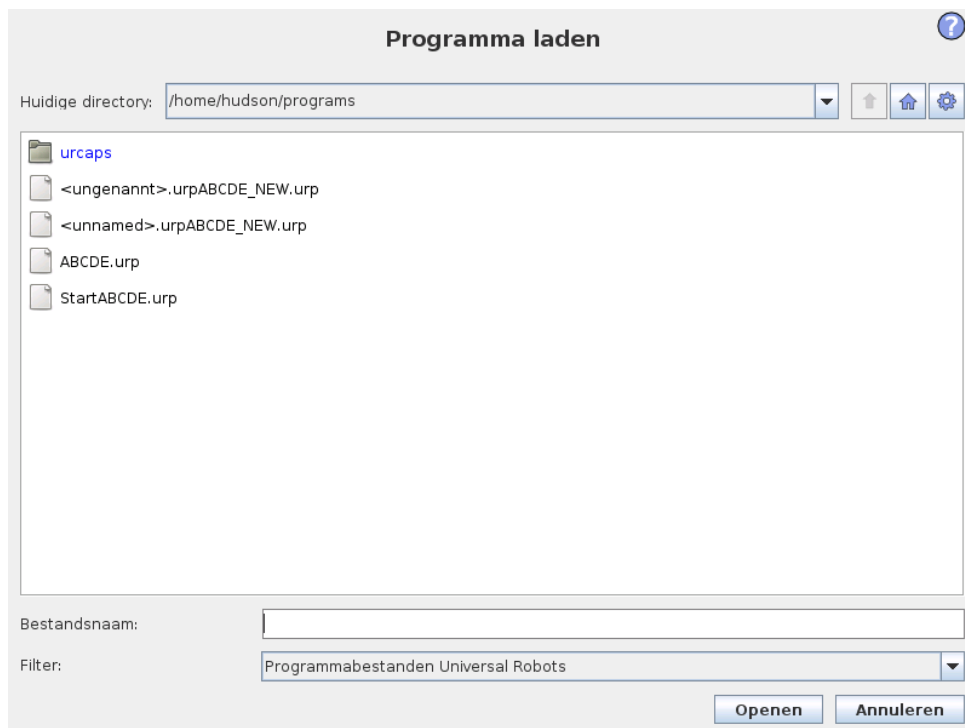 Programma laden
?
Huidige directory: /home/hudson/programs
urcaps
<ungenannt>.urpABCDE_NEW.urp
<unnamed>.urpABCDE_NEW.urp
ABCDE.urp
StartABCDE.urp
Bestandsnaam:
Filter: Programmabestanden Universal Robots
Openen Annuleren